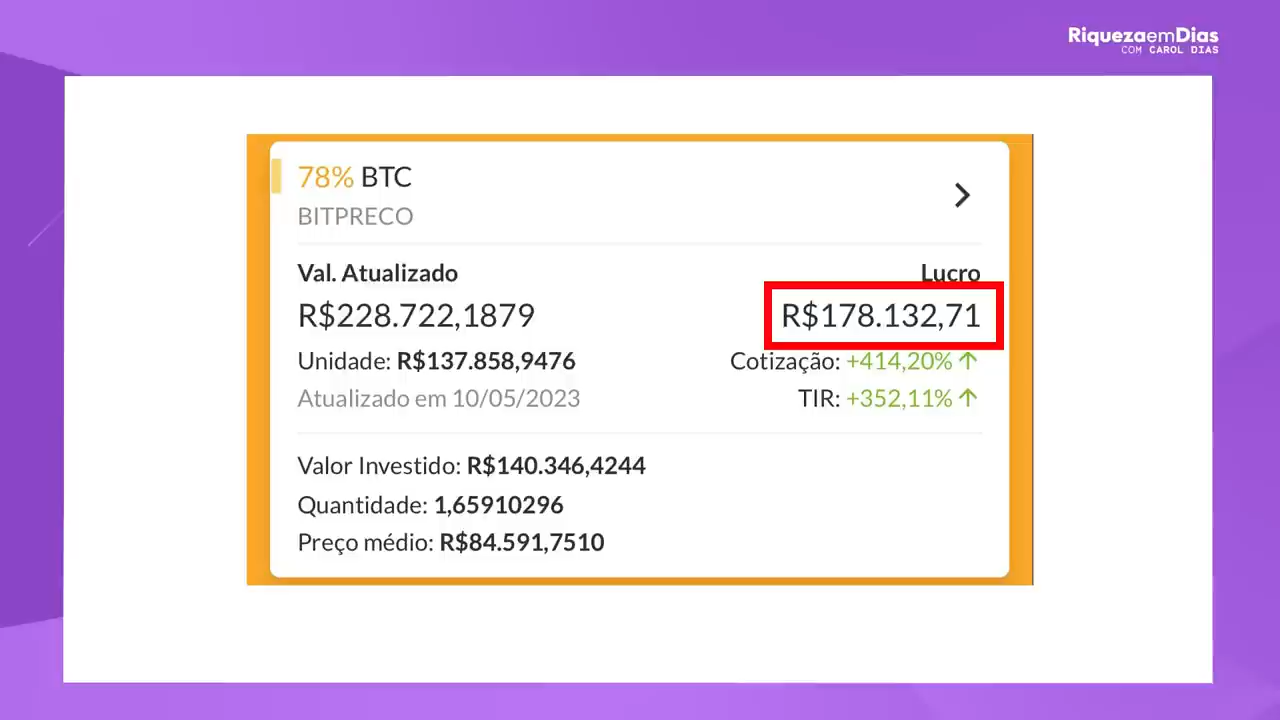 RiquezaemDias
COM CAROL DIAS
78% BTC
BITPRECO
Val. Atualizado
Lucro
R$228.722,1879
R$178.132,71
Unidade: R$137.858,9476
Cotização: +414,20% ↑
Atualizado em 10/05/2023
TIR: +352,11% ↑
Valor Investido: R$140.346,4244
Quantidade: 1,65910296
Preço médio: R$84.591,7510